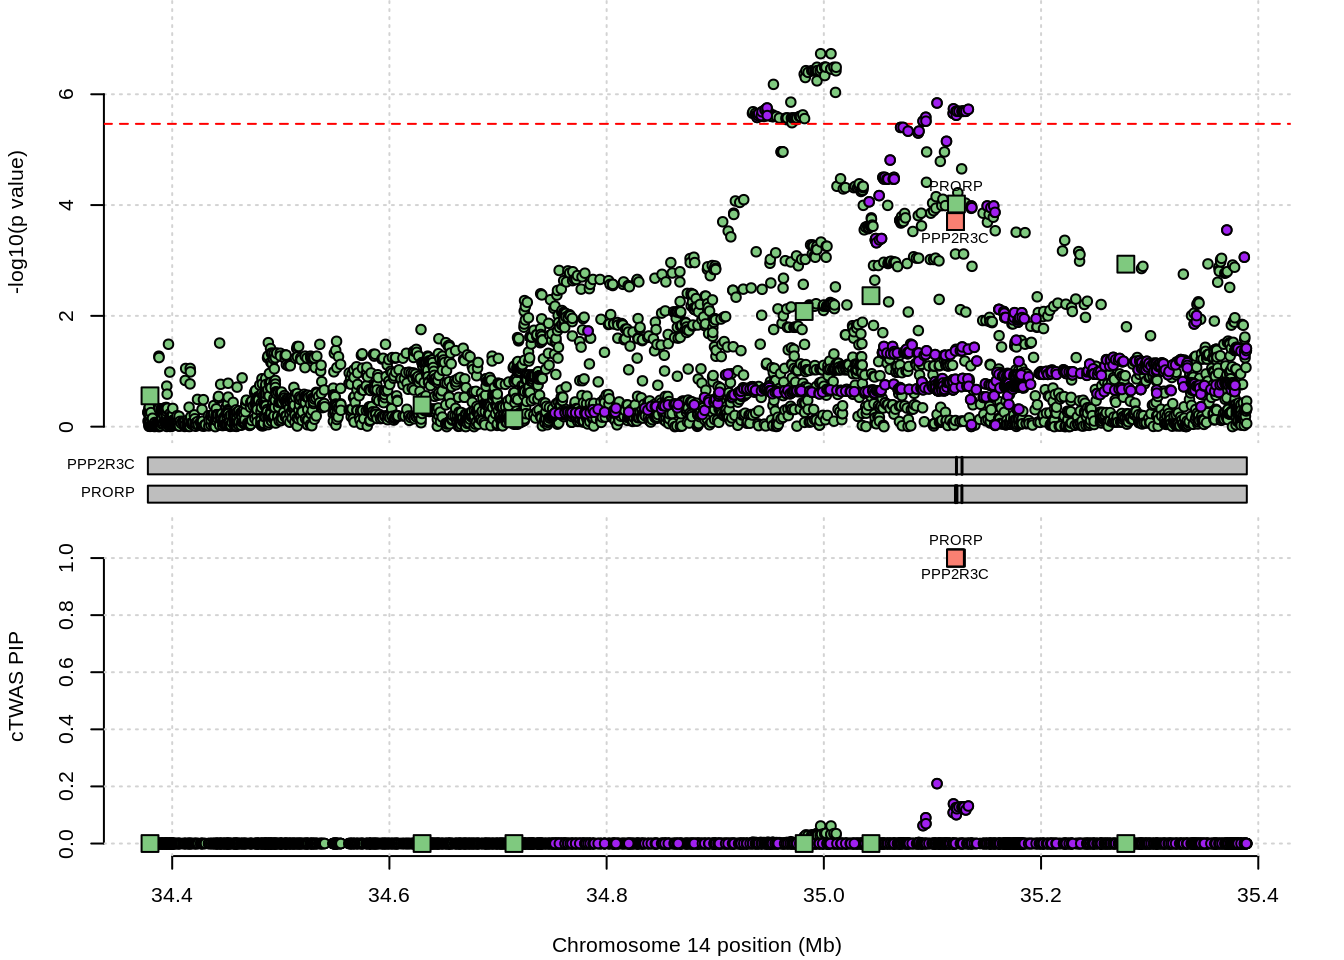 6
4
2
0
-log10(p value)
PRORP
PPP2R3C
PPP2R3C
PRORP
1.0
0.8
0.6
0.4
0.2
0.0
cTWAS PIP
PRORP
PPP2R3C
34.4 34.6 34.8 35.0 35.2 35.4
Chromosome 14 position (Mb)